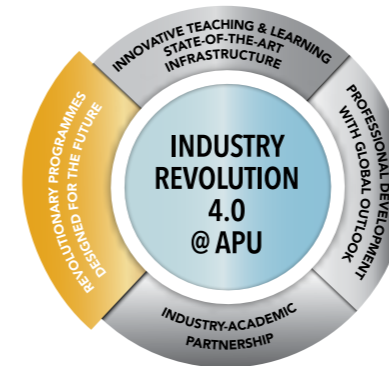 INNOVATIVE TEACHING & LEARNING
STATE-OF-THE-ART
INFRASTRUCTURE
PROFESSIONAL DEVELOPMENT
WITH GLOBAL OUTLOOK
INDUSTRY-ACADEMIC
PARTNERSHIP
REVOLUTIONARY PROGRAMMES
DESIGNED FOR THE FUTURE
INDUSTRY
REVOLUTION
4.0
@ APU